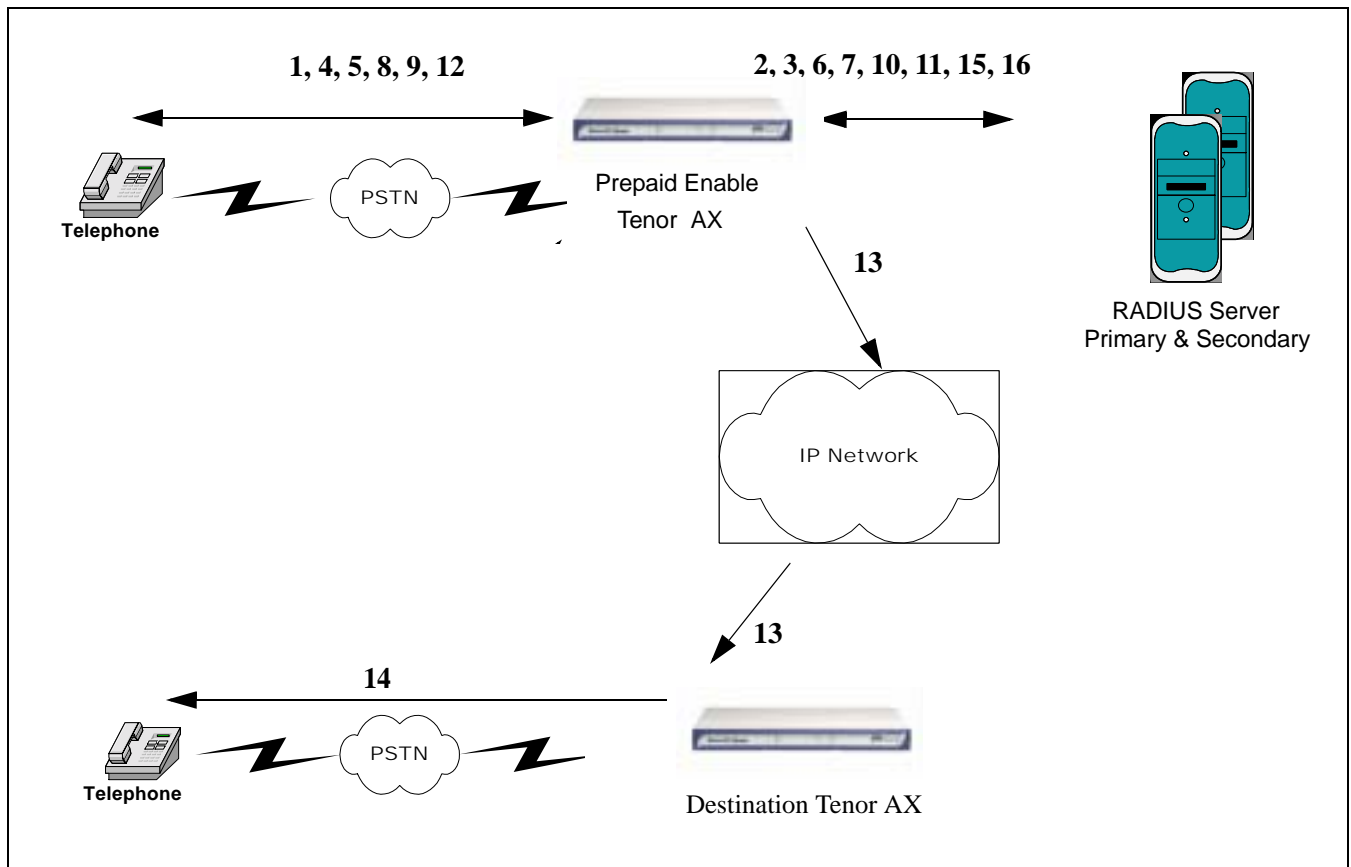 1, 4, 5, 8, 9, 12
2, 3, 6, 7, 10, 11, 15, 16
PSTN
Telephone
Prepaid Enable
Tenor AX
RADIUS Server
Primary & Secondary
13
IP Network
13
14
PSTN
Telephone
Destination Tenor AX